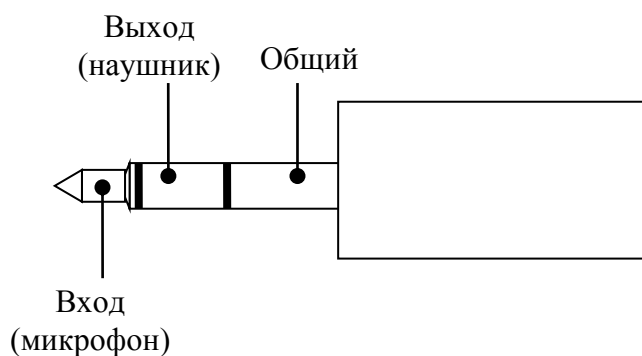 Выход
(наушник)
Общий
Вход
(микрофон)